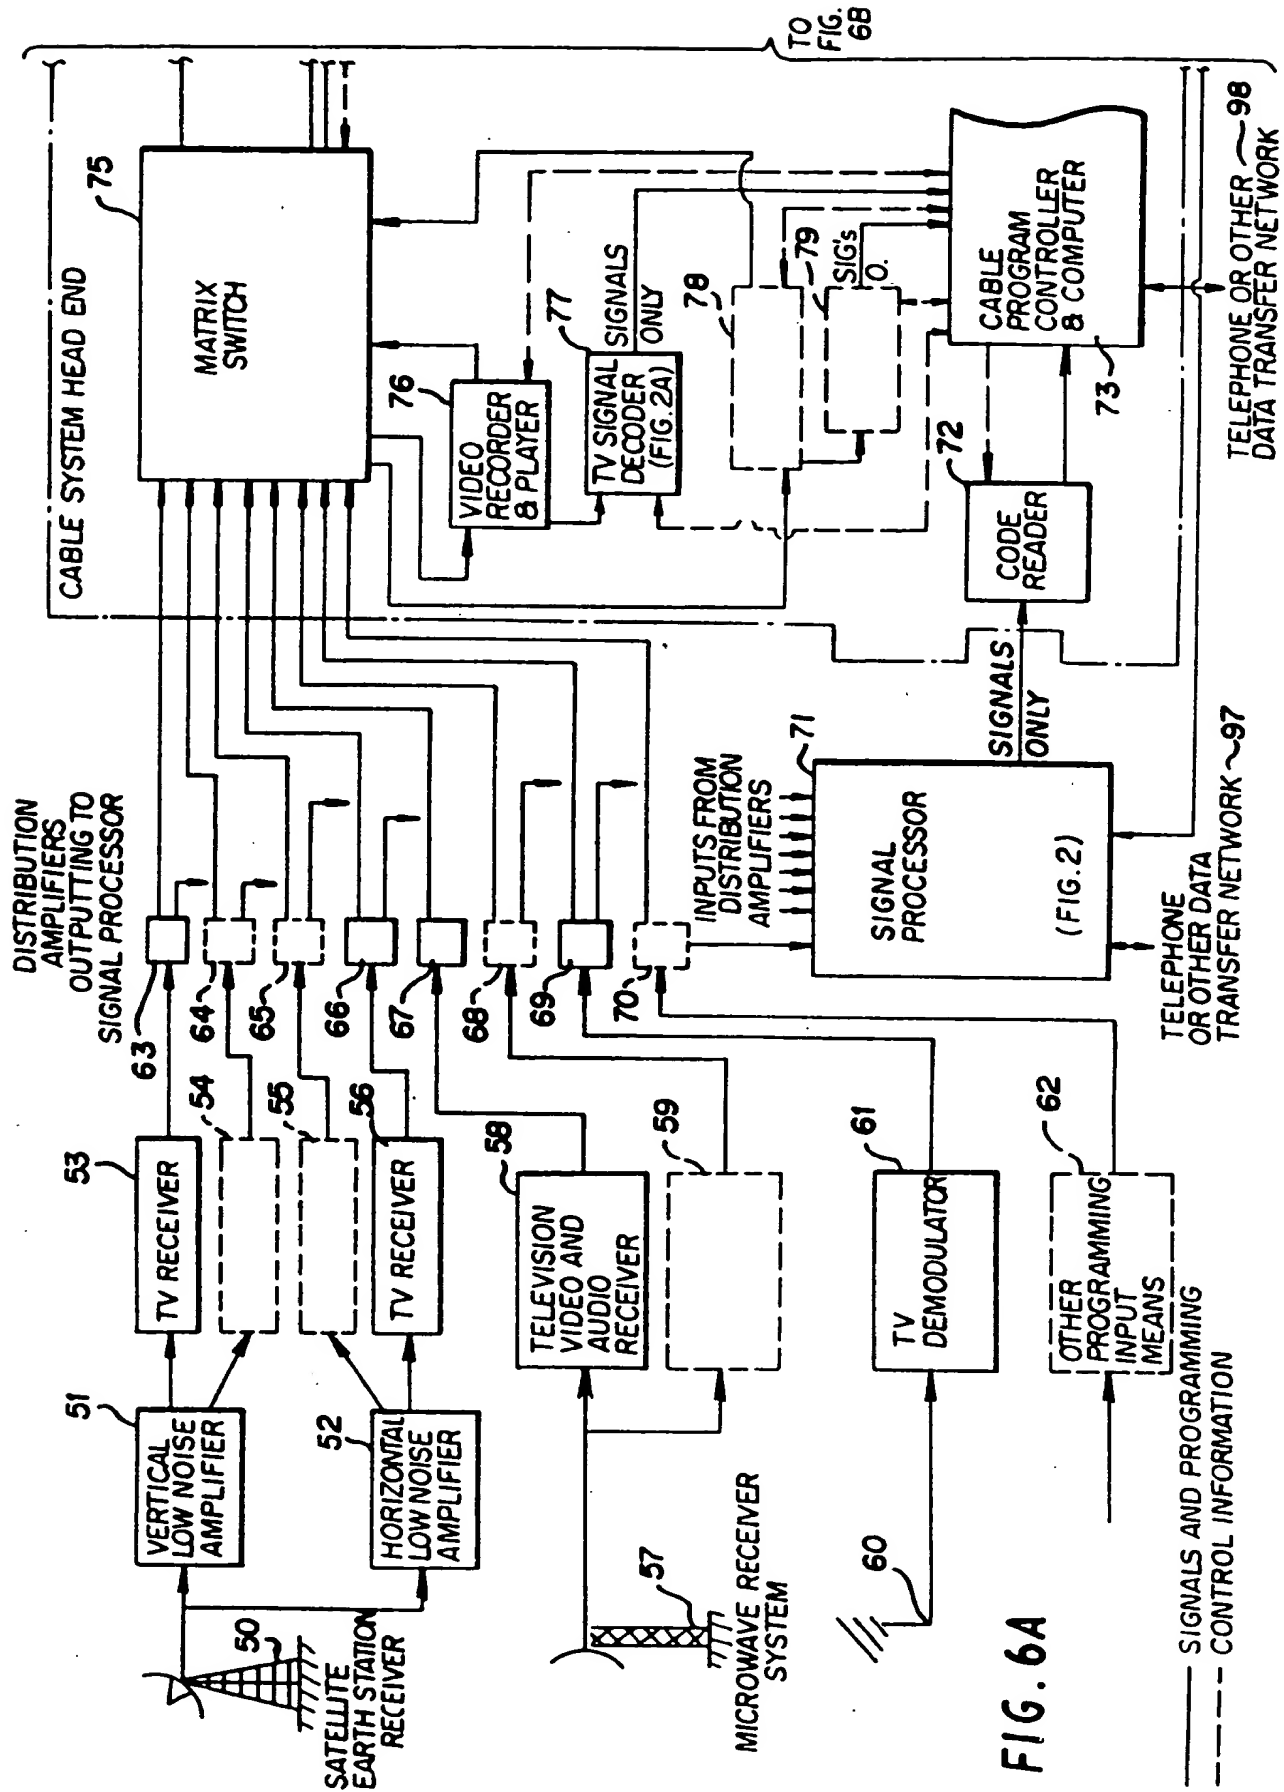 DISTRIBUTION
AMPLIFIERS
OUTPUTTING TO
SIGNAL PROCESSOR
CABLE SYSTEM HEAD END
TO
FIG.
6B
51
VERTICAL
LOW NOISE
AMPLIFIER
53
TV RECEIVER
63
75
MATRIX
SWITCH
50
SATELLITE
EARTH STATION
RECEIVER
54
64
55
65
52
HORIZONTAL
LOW NOISE
AMPLIFIER
56
TV RECEIVER
66
67
76
VIDEO
RECORDER
& PLAYER
58
TELEVISION
VIDEO AND
AUDIO
RECEIVER
68
69
77
TV SIGNAL
DECODER
(FIG. 2A)
SIGNALS
ONLY
57
MICROWAVE RECEIVER
SYSTEM
59
70
INPUTS FROM
DISTRIBUTION
AMPLIFIERS
78
79
SIG's
O.
60
61
TV
DEMODULATOR
71
SIGNAL
PROCESSOR
(FIG. 2)
SIGNALS
ONLY
72
CODE
READER
CABLE
PROGRAM
CONTROLLER
& COMPUTER
73
62
OTHER
PROGRAMMING
INPUT
MEANS
TELEPHONE
OR OTHER DATA
TRANSFER NETWORK 97
TELEPHONE OR OTHER 98
DATA TRANSFER NETWORK
FIG. 6A
SIGNALS AND PROGRAMMING
CONTROL INFORMATION